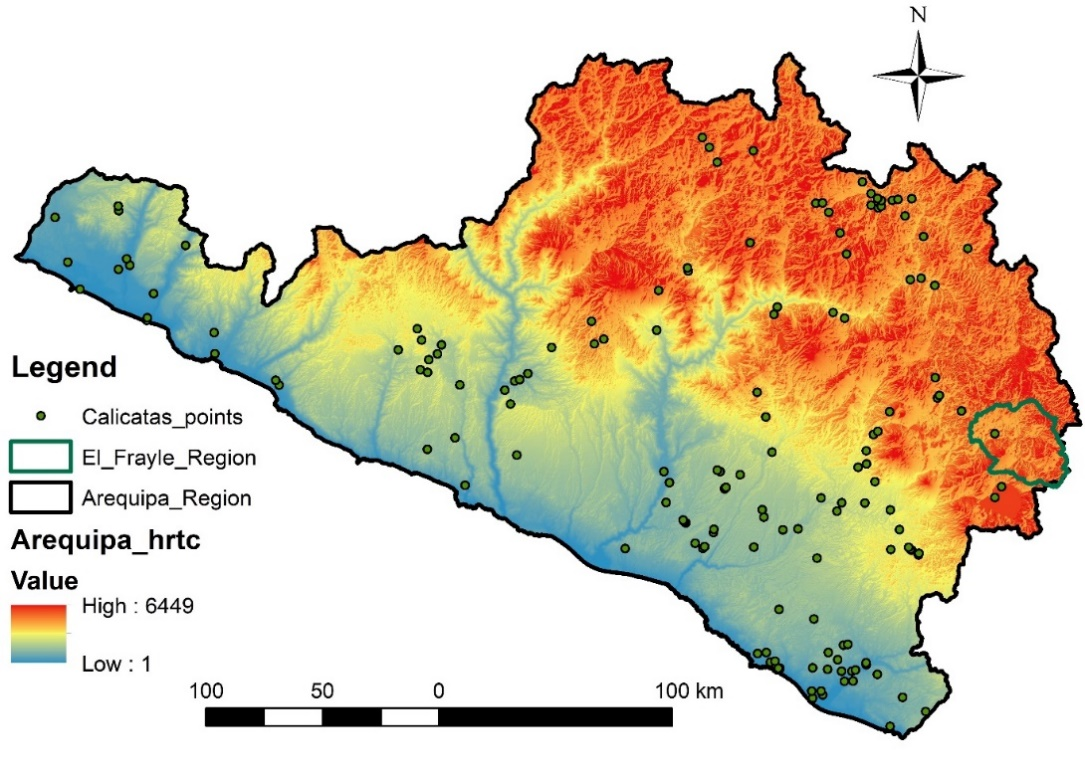 N
Legend
Calicatas_points
El_Frayle_Region
Arequipa_Region
Arequipa_hrtc
Value
High : 6449
Low : 1
100 50 0 100 km